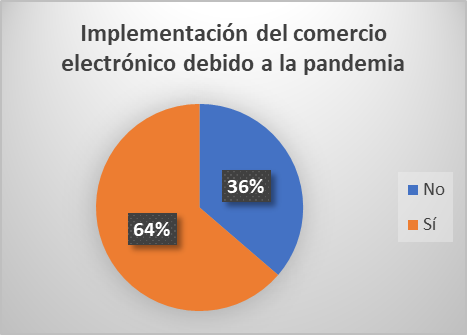 Implementación del comercio
electrónico debido a la pandemia
36%
64%
No
Sí